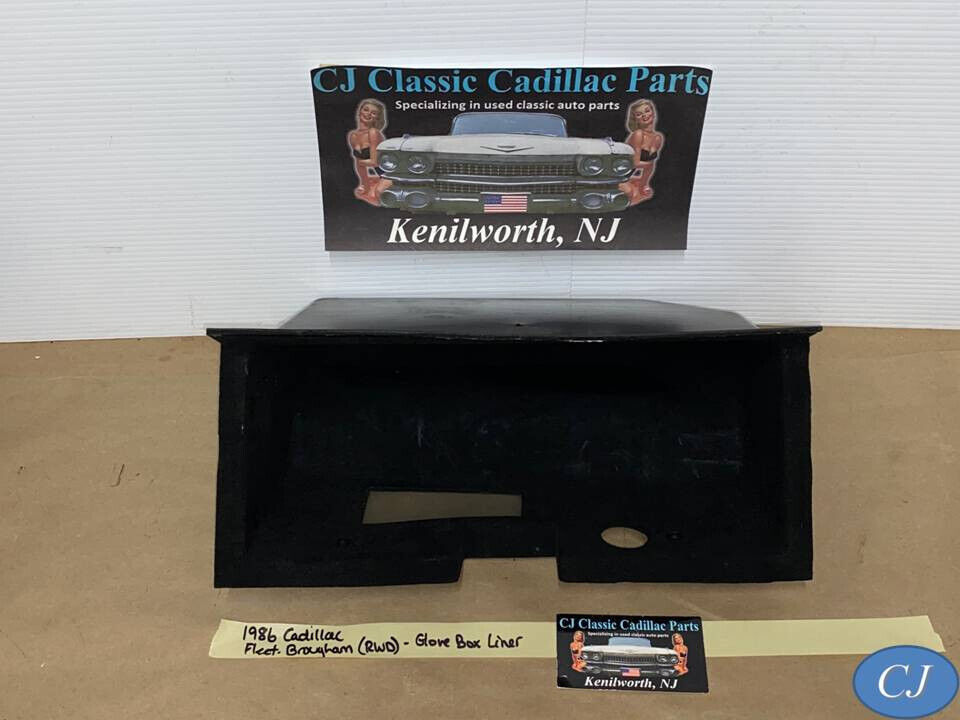 CJ Classic Cadillac Parts
Specializing in used classic auto parts
Kenilworth, NJ
1986 Cadillac
Fleet. Brougham (RWD) - Glove Box Liner
CJ Classic Cadillac Parts
Specializing in used classic auto parts
Kenilworth, NJ
CJ